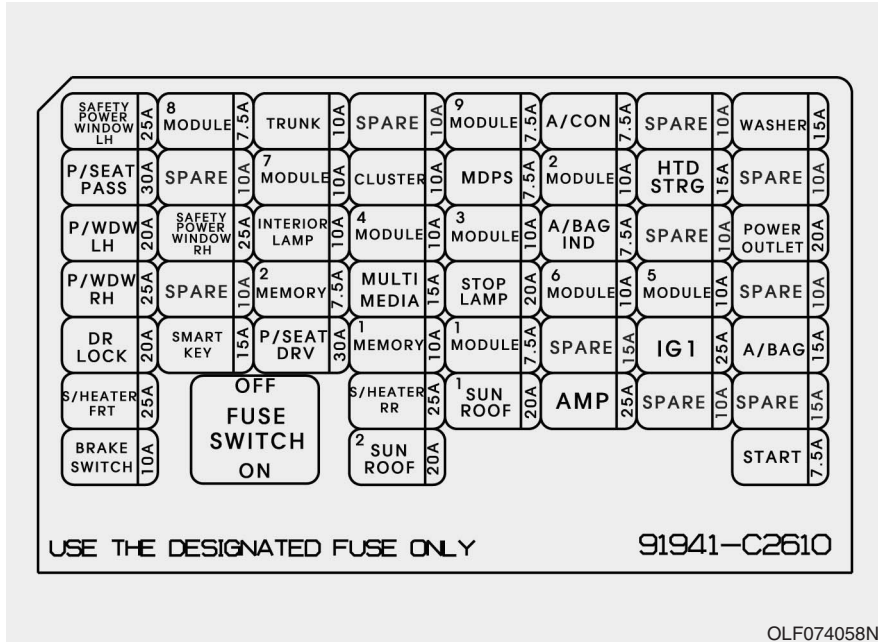 SAFETY POWER WINDOW LH 25A
8 MODULE 7.5A
TRUNK 10A
SPARE 10A
9 MODULE 7.5A
A/CON 7.5A
SPARE 10A
WASHER 15A
P/SEAT PASS 30A
SPARE 10A
7 MODULE 10A
CLUSTER 10A
MDPS 7.5A
2 MODULE 10A
HTD STRG 15A
SPARE 10A
P/WDW LH 20A
SAFETY POWER WINDOW RH 25A
INTERIOR LAMP 10A
4 MODULE 10A
3 MODULE 10A
A/BAG IND 7.5A
SPARE 10A
POWER OUTLET 20A
P/WDW RH 25A
SPARE 10A
2 MEMORY 7.5A
MULTI MEDIA 15A
STOP LAMP 20A
6 MODULE 10A
5 MODULE 10A
SPARE 10A
DR LOCK 20A
SMART KEY 15A
P/SEAT DRV 30A
1 MEMORY 10A
1 MODULE 7.5A
SPARE 15A
IG1 25A
A/BAG 15A
S/HEATER FRT 25A
OFF
FUSE
SWITCH
ON
S/HEATER RR 25A
1 SUN ROOF 20A
AMP 25A
SPARE 10A
SPARE 15A
BRAKE SWITCH 10A
2 SUN ROOF 20A
START 7.5A
USE THE DESIGNATED FUSE ONLY
91941-C2610
OLF074058N